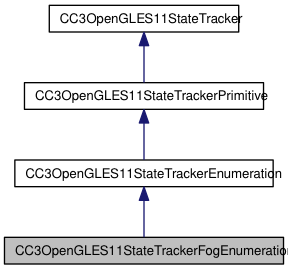 CC3OpenGLES11StateTracker
CC3OpenGLES11StateTrackerPrimitive
CC3OpenGLES11StateTrackerEnumeration
CC3OpenGLES11StateTrackerFogEnumeration